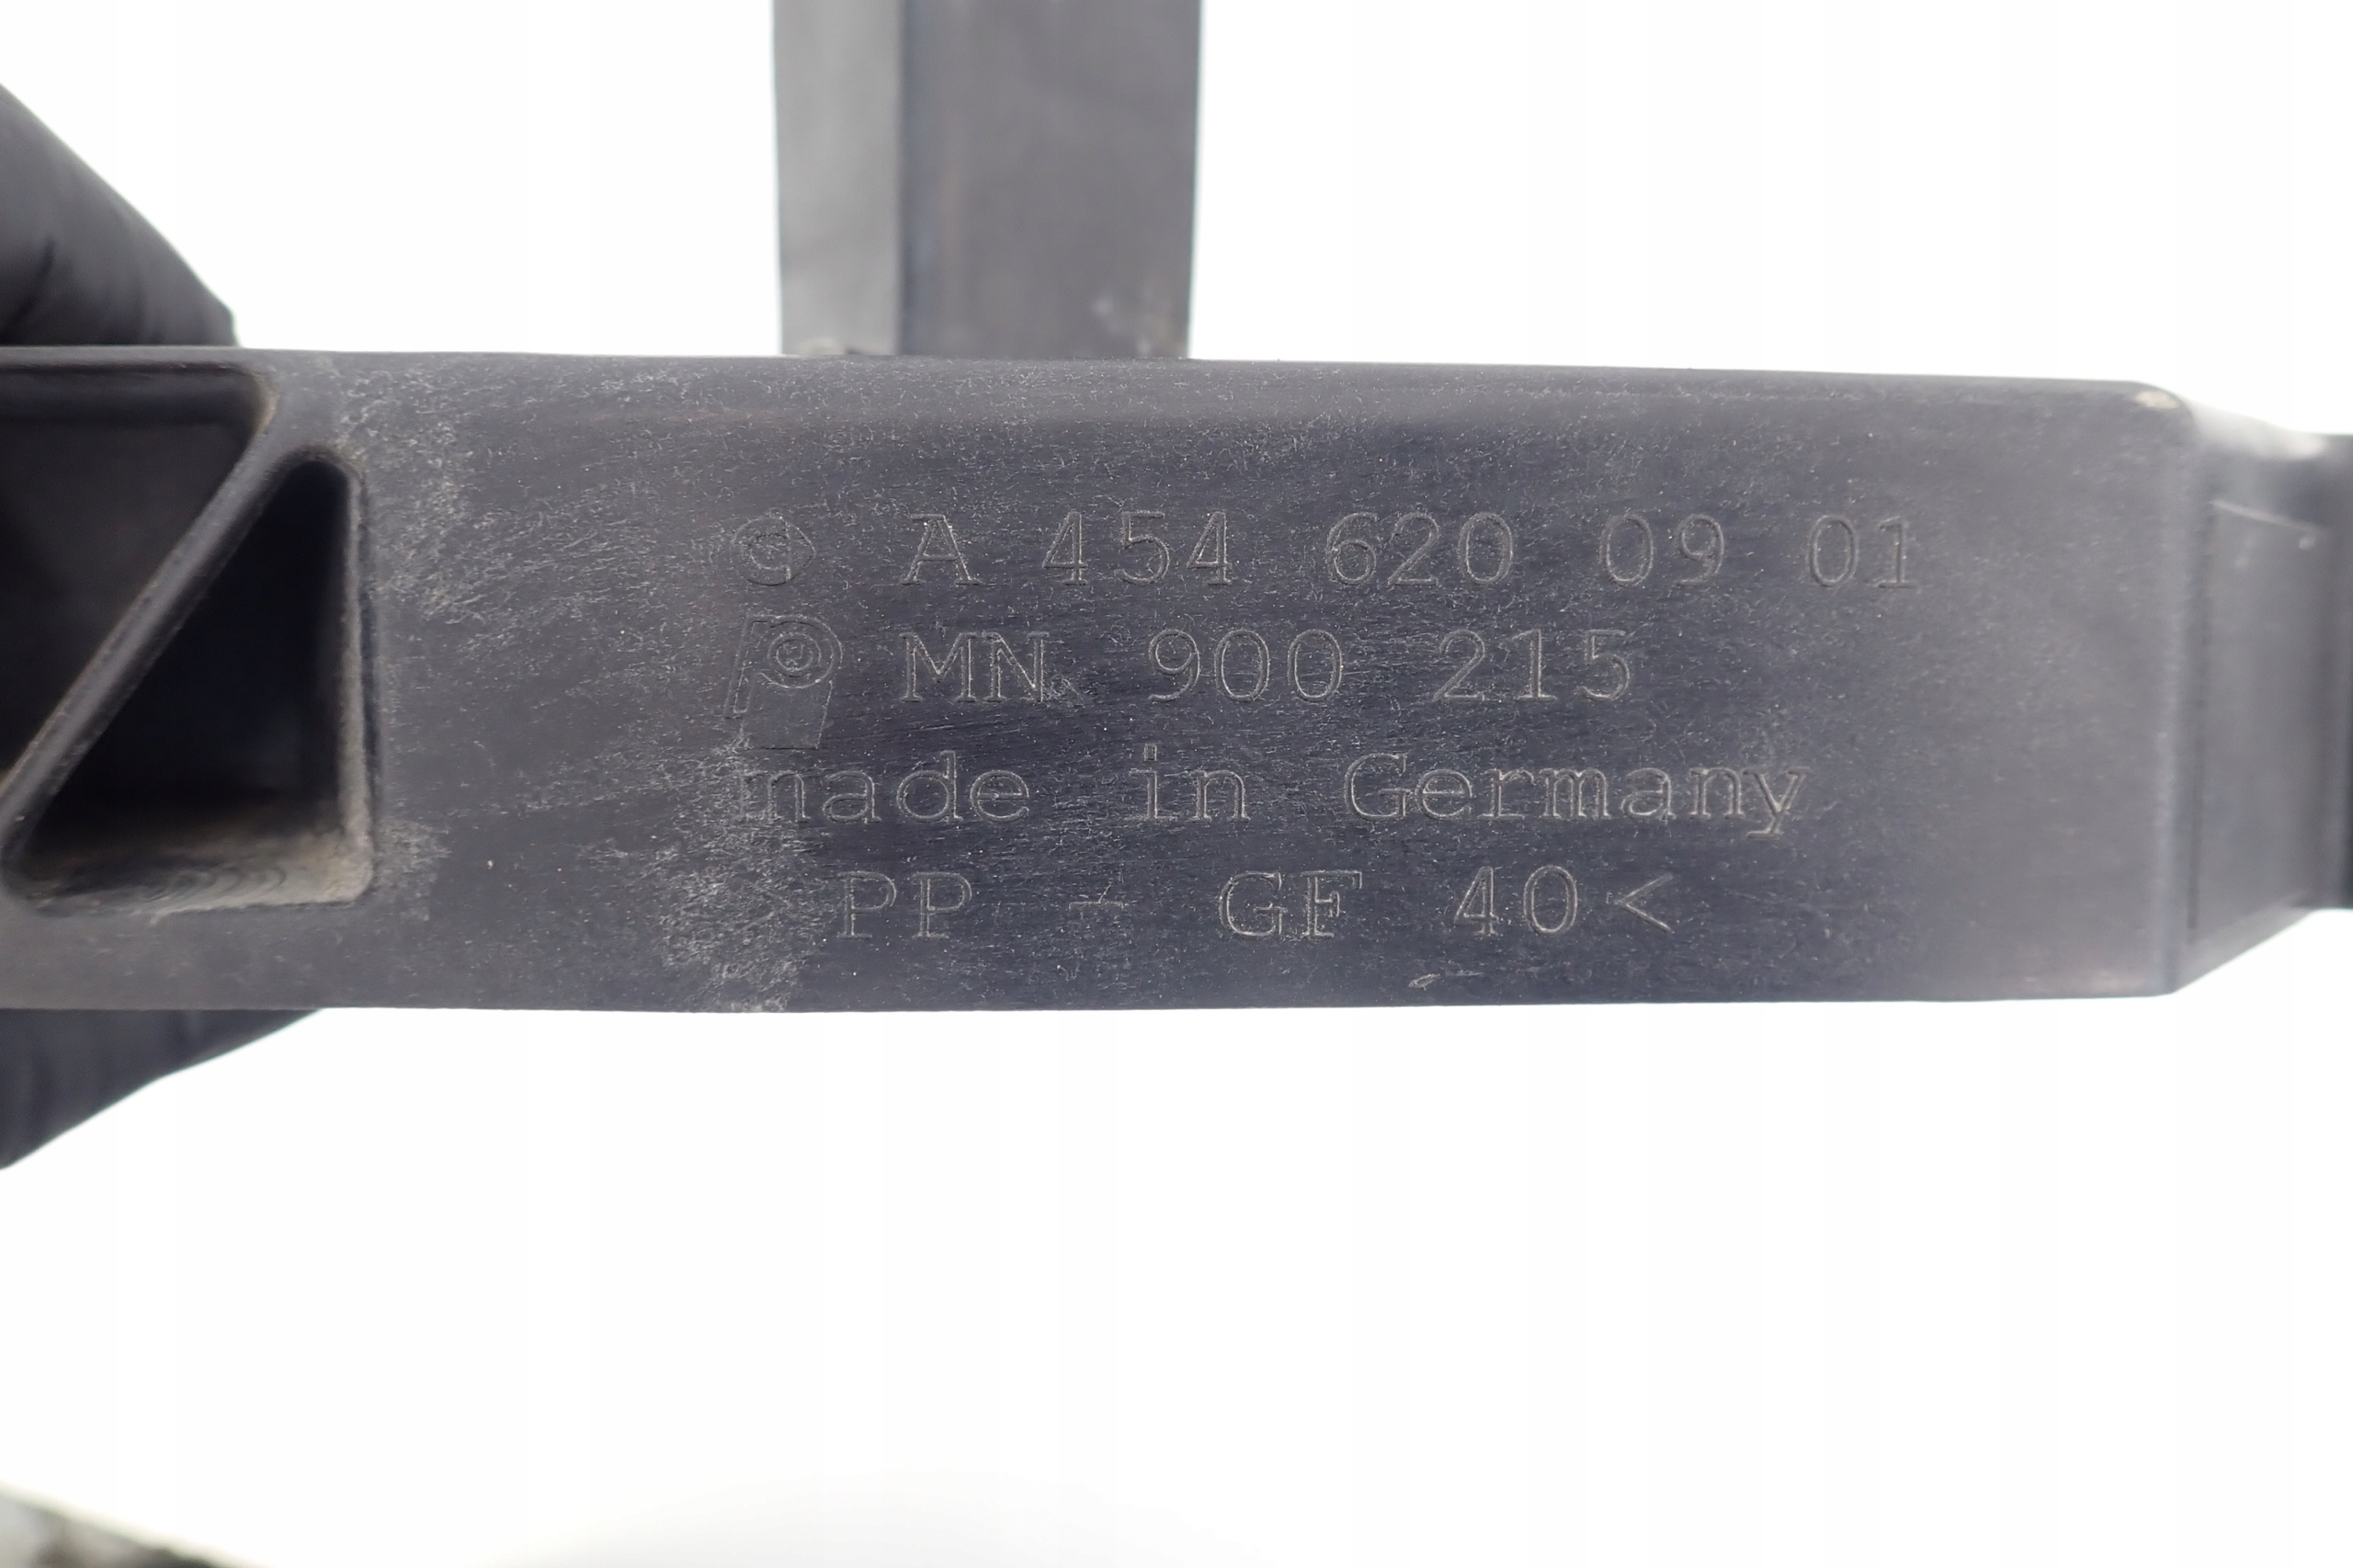 A 454 620 09 01
MN 900 215
made in Germany
> PP - GF 40<